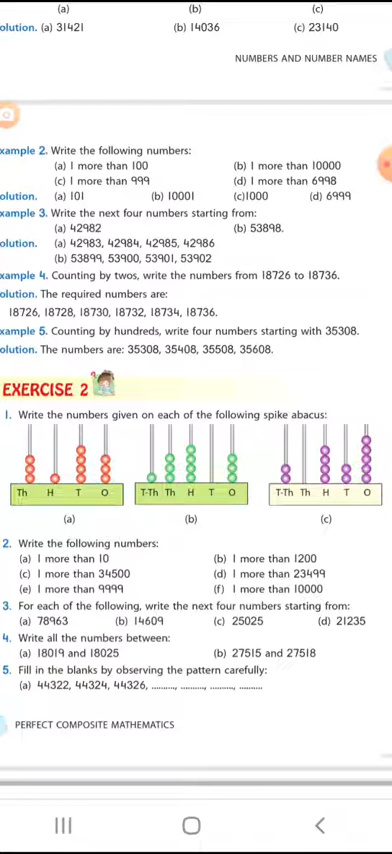 (a) (b) (c)
olution. (a) 31421 (b) 14036 (c) 23140
NUMBERS AND NUMBER NAMES
xample 2. Write the following numbers:
(a) 1 more than 100 (b) 1 more than 10000
(c) 1 more than 999 (d) 1 more than 6998
olution. (a) 101 (b) 10001 (c)1000 (d) 6999
xample 3. Write the next four numbers starting from:
(a) 42982 (b) 53898.
olution. (a) 42983, 42984, 42985, 42986
(b) 53899, 53900, 53901, 53902
xample 4. Counting by twos, write the numbers from 18726 to 18736.
olution. The required numbers are:
18726, 18728, 18730, 18732, 18734, 18736.
xample 5. Counting by hundreds, write four numbers starting with 35308.
olution. The numbers are: 35308, 35408, 35508, 35608.
EXERCISE 2
1. Write the numbers given on each of the following spike abacus:
Th H T O T-Th Th H T O T-Th Th H T O
(a) (b) (c)
2. Write the following numbers:
(a) 1 more than 10 (b) 1 more than 1200
(c) 1 more than 34500 (d) 1 more than 23499
(e) 1 more than 9999 (f) 1 more than 10000
3. For each of the following, write the next four numbers starting from:
(a) 78963 (b) 14609 (c) 25025 (d) 21235
4. Write all the numbers between:
(a) 18019 and 18025 (b) 27515 and 27518
5. Fill in the blanks by observing the pattern carefully:
(a) 44322, 44324, 44326, .........., .........., .........., ..........
PERFECT COMPOSITE MATHEMATICS